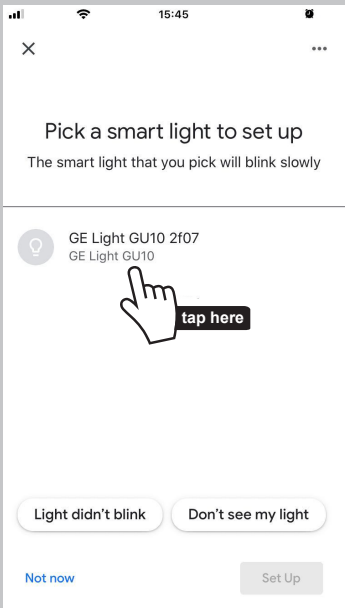 15:45
Pick a smart light to set up
The smart light that you pick will blink slowly
GE Light GU10 2f07
GE Light GU10
tap here
Light didn't blink
Don't see my light
Not now
Set Up